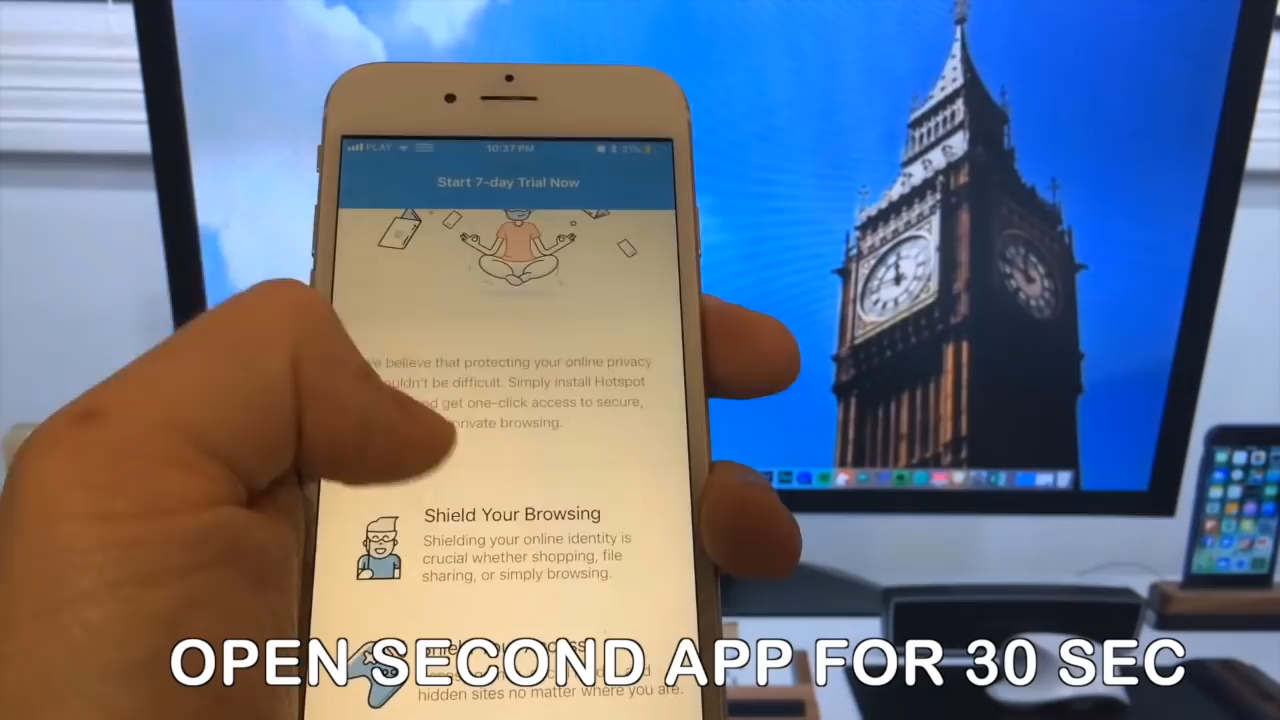 PLAY
10:37 PM
21%
Start 7-day Trial Now
believe that protecting your online privacy
uldn't be difficult. Simply install Hotspot
get one-click access to secure,
private browsing.
Shield Your Browsing
Shielding your online identity is
crucial whether shopping, file
sharing, or simply browsing.
and
hidden sites no matter where you are.
OPEN SECOND APP FOR 30 SEC